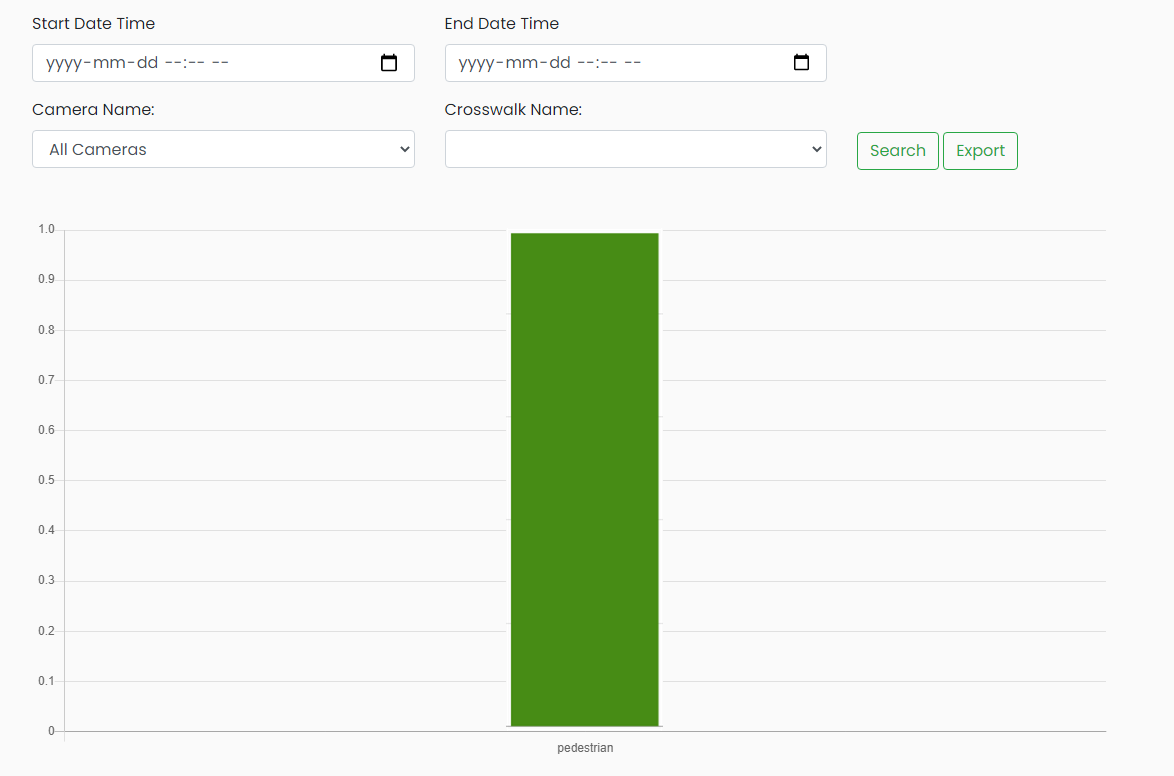 Start Date Time End Date Time
yyyy-mm-dd --:-- -- yyyy-mm-dd --:-- --
Camera Name: Crosswalk Name:
All Cameras Search Export
1.0
0.9
0.8
0.7
0.6
0.5
0.4
0.3
0.2
0.1
0
pedestrian